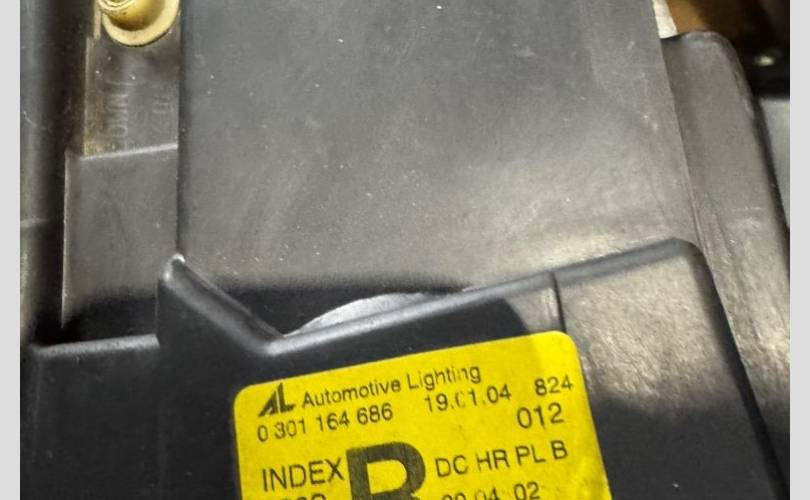 AL Automotive Lighting
0 301 164 686 19.01.04 824
012
INDEX B DC HR PL B